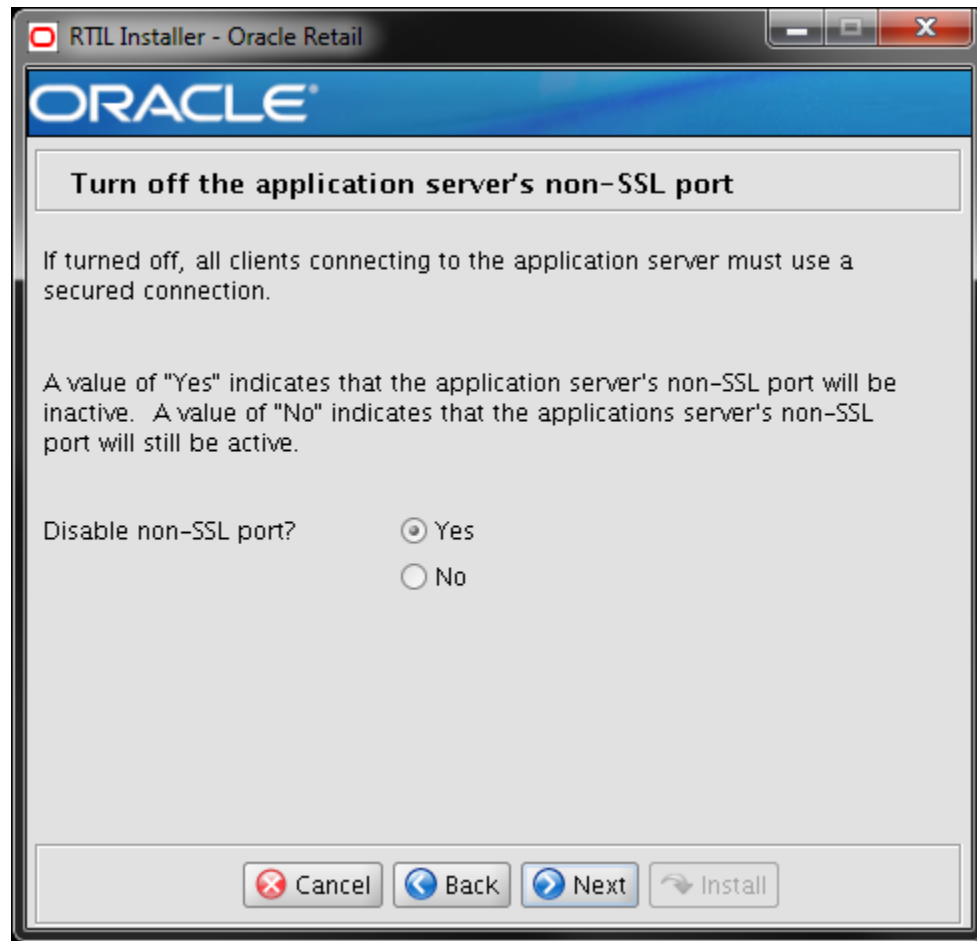 RTIL Installer - Oracle Retail
ORACLE
Turn off the application server's non-SSL port
If turned off, all clients connecting to the application server must use a
secured connection.
A value of "Yes" indicates that the application server's non-SSL port will be
inactive.  A value of "No" indicates that the applications server's non-SSL
port will still be active.
Disable non-SSL port?
Yes
No
Cancel
Back
Next
Install